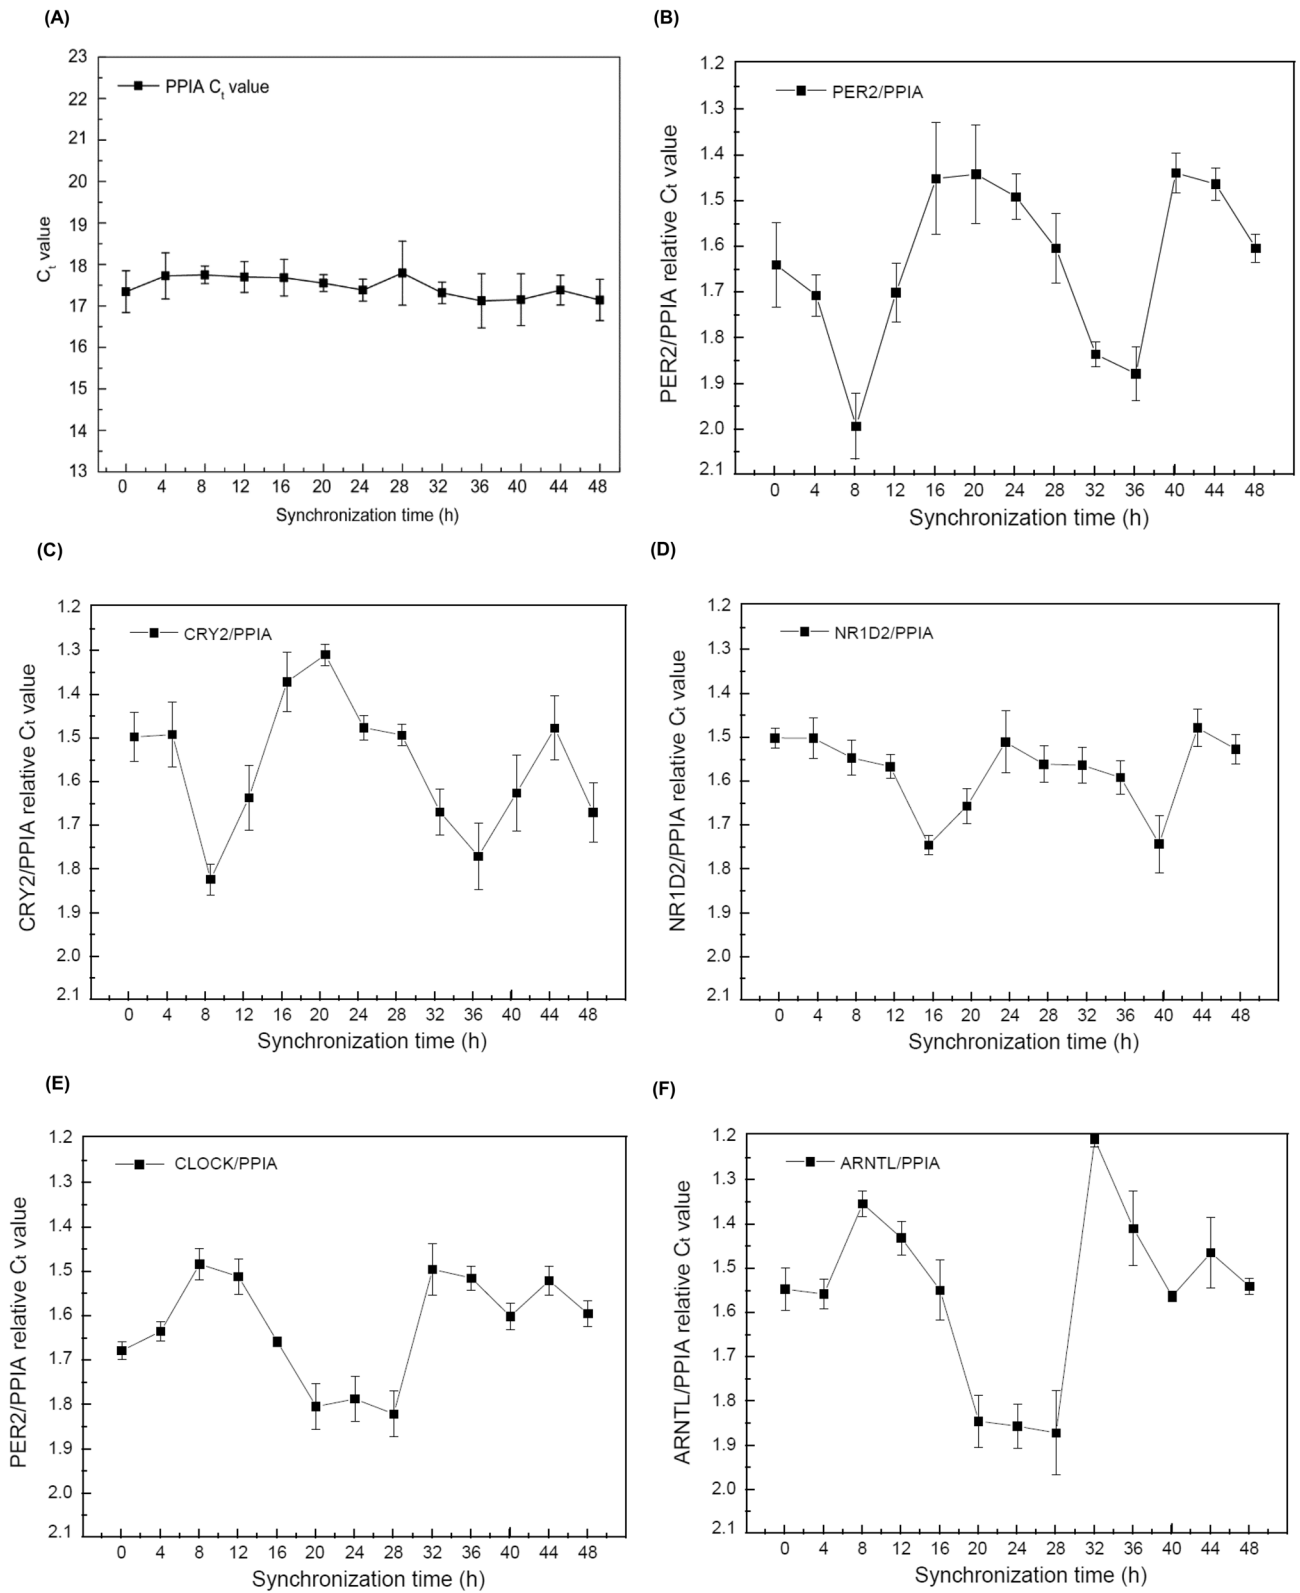 (A)
23
22
21
20
19
18
17
16
15
14
13
Ct value
PPIA Ct value
0 4 8 12 16 20 24 28 32 36 40 44 48
Synchronization time (h)
(B)
1.2
1.3
1.4
1.5
1.6
1.7
1.8
1.9
2.0
2.1
PER2/PPIA relative Ct value
PER2/PPIA
0 4 8 12 16 20 24 28 32 36 40 44 48
Synchronization time (h)
(C)
1.2
1.3
1.4
1.5
1.6
1.7
1.8
1.9
2.0
2.1
CRY2/PPIA relative Ct value
CRY2/PPIA
0 4 8 12 16 20 24 28 32 36 40 44 48
Synchronization time (h)
(D)
1.2
1.3
1.4
1.5
1.6
1.7
1.8
1.9
2.0
2.1
NR1D2/PPIA relative Ct value
NR1D2/PPIA
0 4 8 12 16 20 24 28 32 36 40 44 48
Synchronization time (h)
(E)
1.2
1.3
1.4
1.5
1.6
1.7
1.8
1.9
2.0
2.1
PER2/PPIA relative Ct value
CLOCK/PPIA
0 4 8 12 16 20 24 28 32 36 40 44 48
Synchronization time (h)
(F)
1.2
1.3
1.4
1.5
1.6
1.7
1.8
1.9
2.0
2.1
ARNTL/PPIA relative Ct value
ARNTL/PPIA
0 4 8 12 16 20 24 28 32 36 40 44 48
Synchronization time (h)